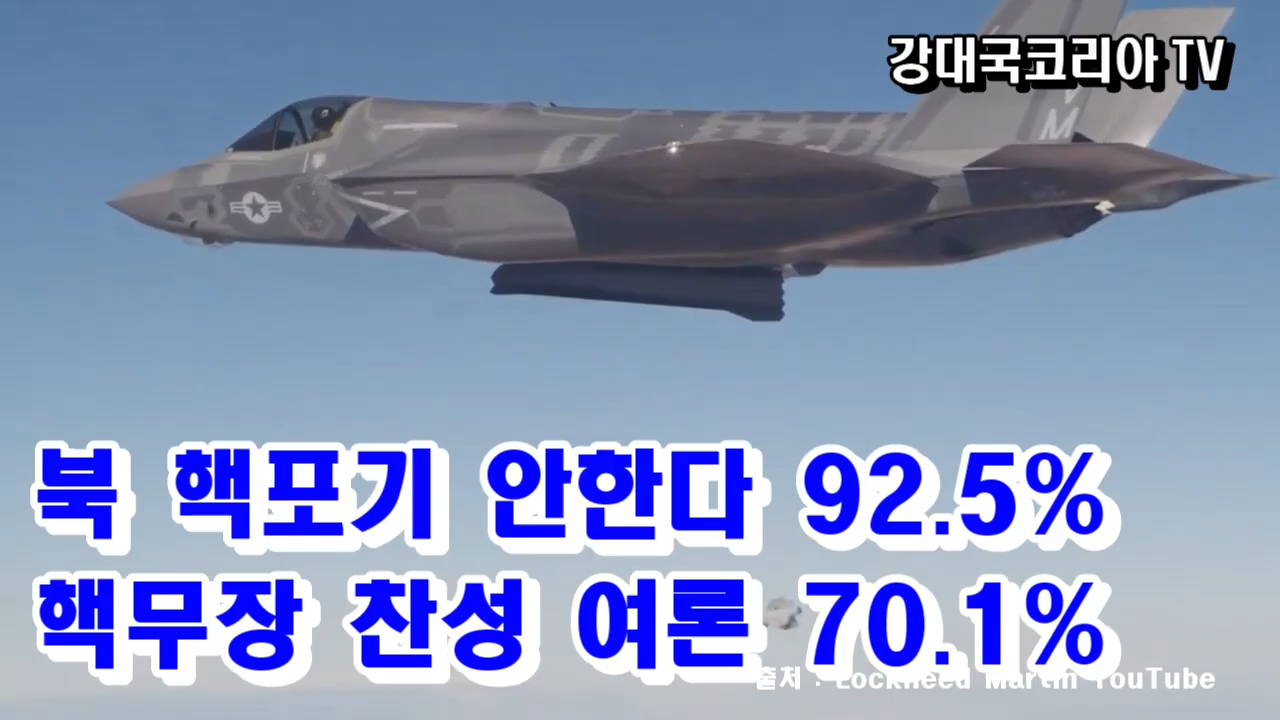 강대국코리아 TV
VM
북 핵포기 안한다 92.5%
핵무장 찬성 여론 70.1%
출처 : Lockheed Martin YouTube